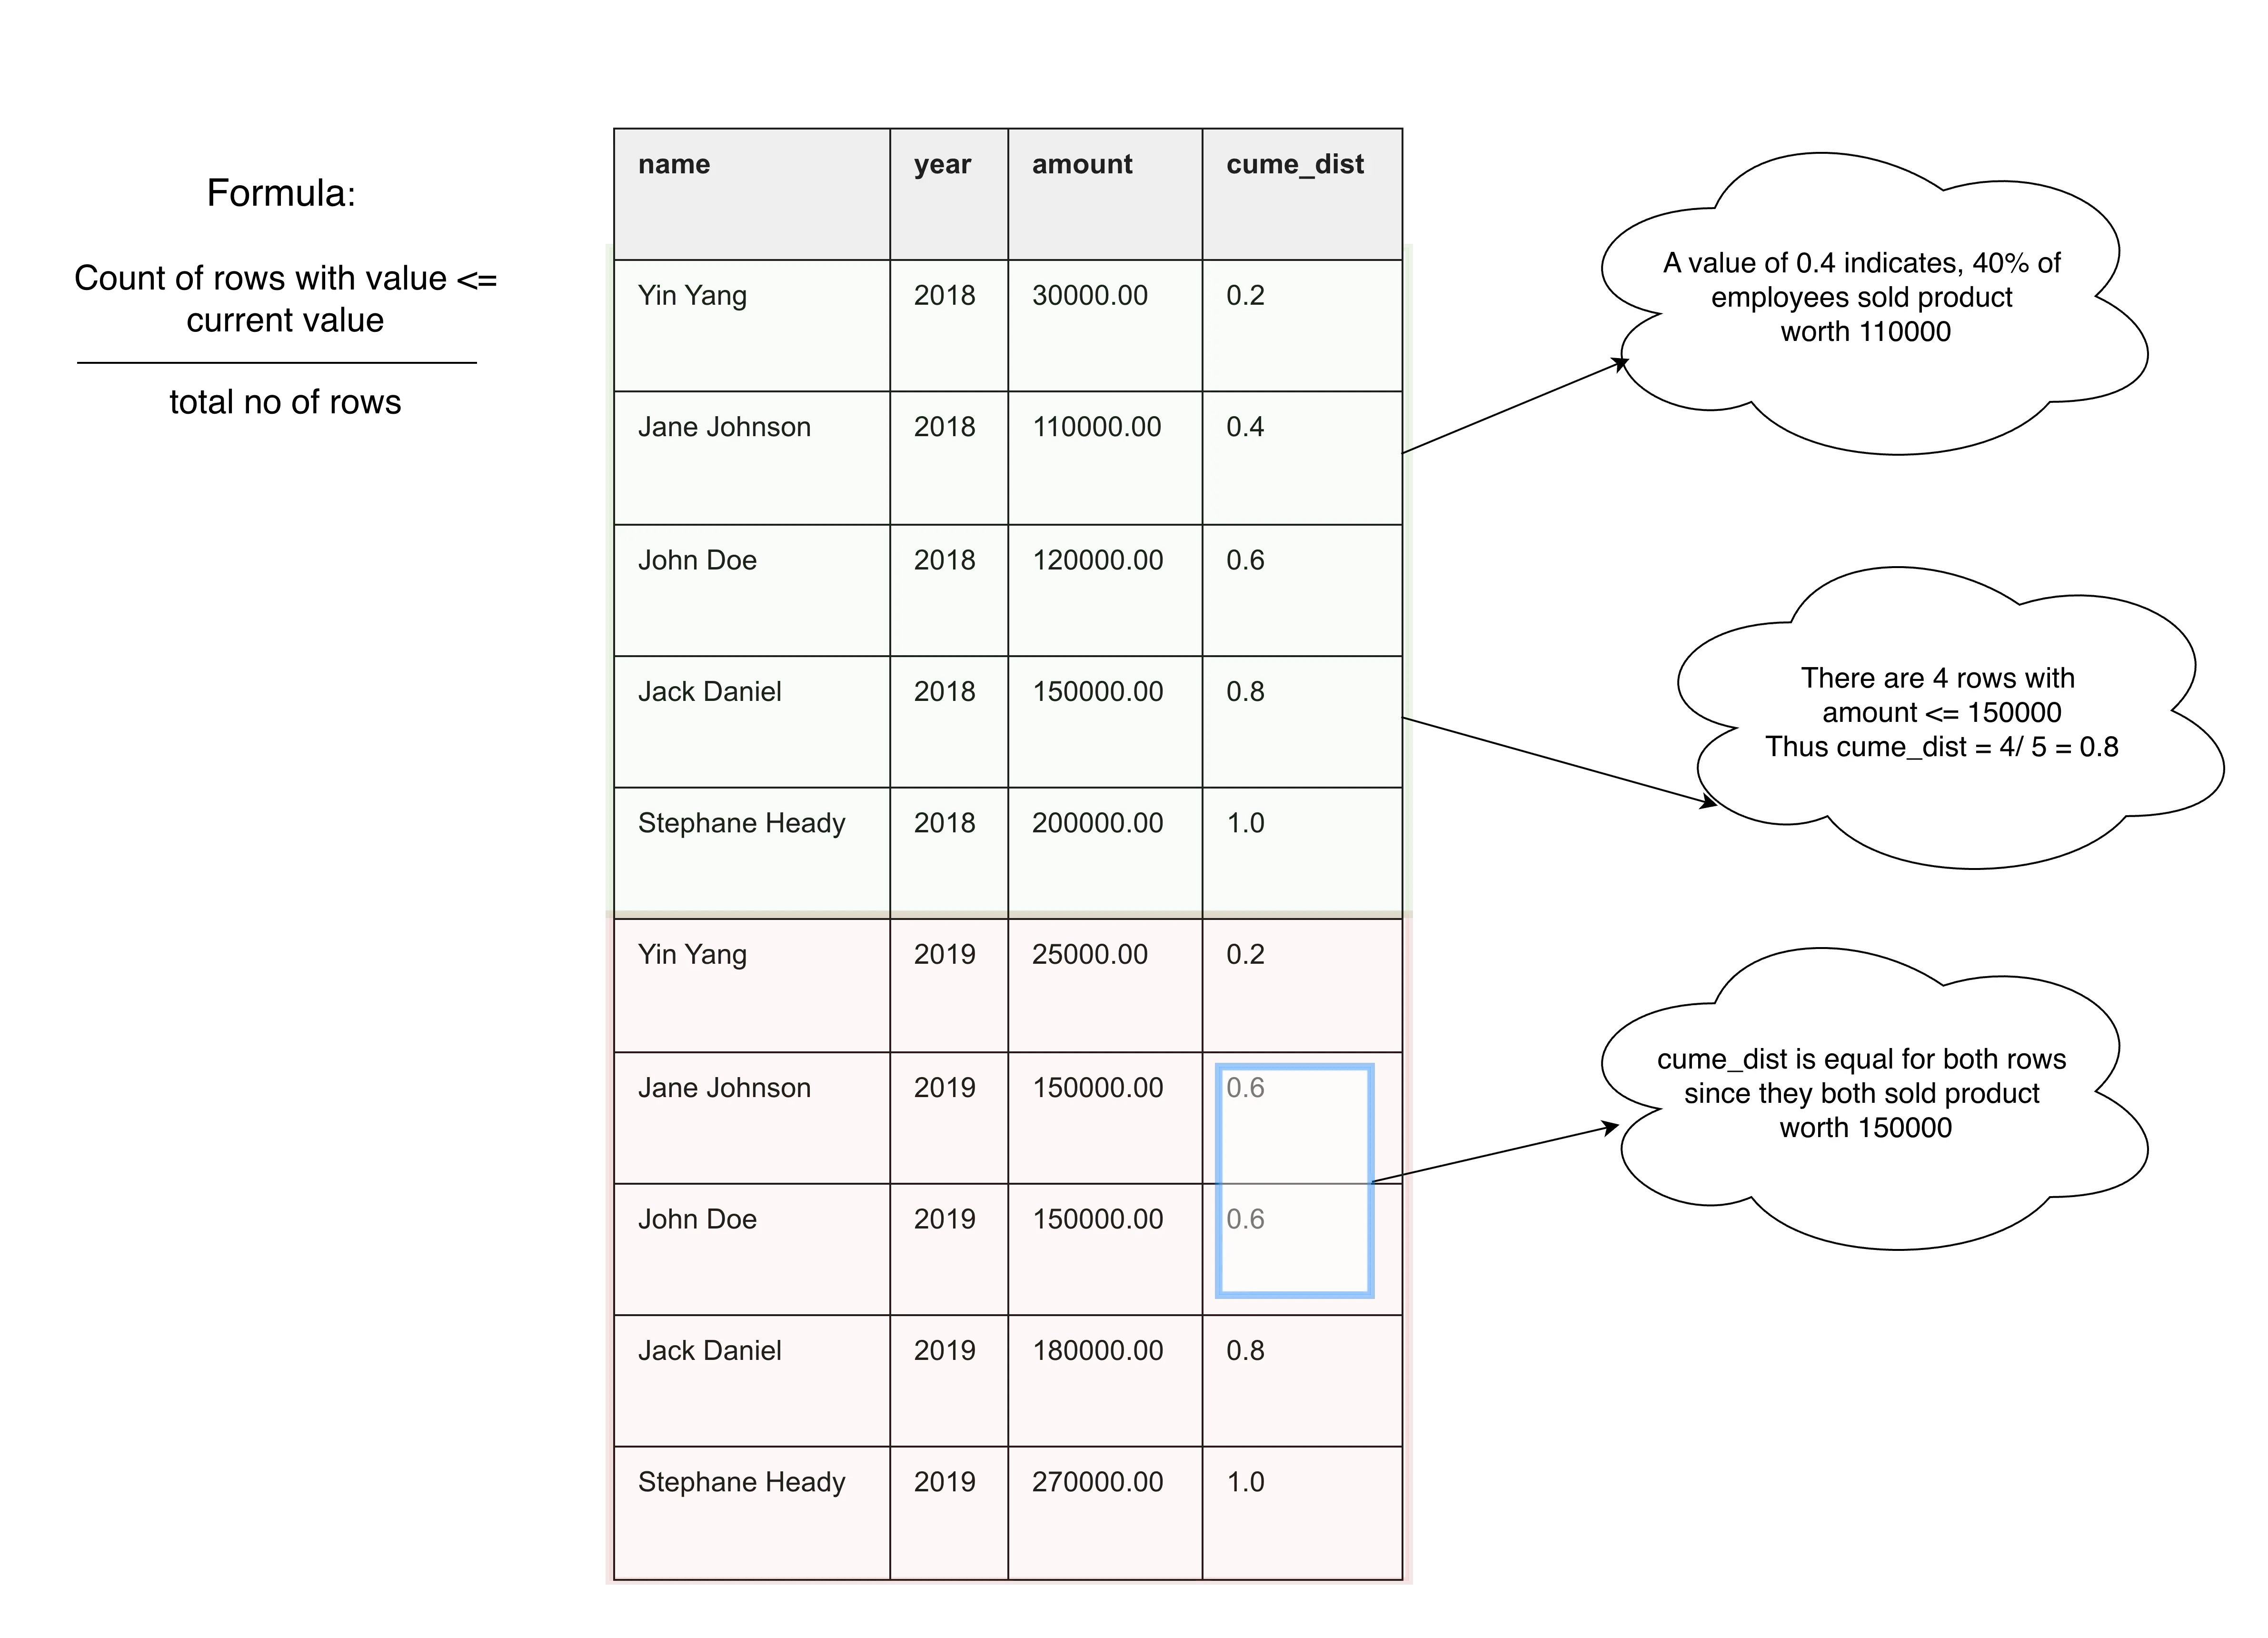 Formula:
Count of rows with value <=
current value
total no of rows
name year amount cume_dist
Yin Yang 2018 30000.00 0.2
Jane Johnson 2018 110000.00 0.4
John Doe 2018 120000.00 0.6
Jack Daniel 2018 150000.00 0.8
Stephane Heady 2018 200000.00 1.0
Yin Yang 2019 25000.00 0.2
Jane Johnson 2019 150000.00 0.6
John Doe 2019 150000.00 0.6
Jack Daniel 2019 180000.00 0.8
Stephane Heady 2019 270000.00 1.0
A value of 0.4 indicates, 40% of
employees sold product
worth 110000
There are 4 rows with
amount <= 150000
Thus cume_dist = 4/ 5 = 0.8
cume_dist is equal for both rows
since they both sold product
worth 150000